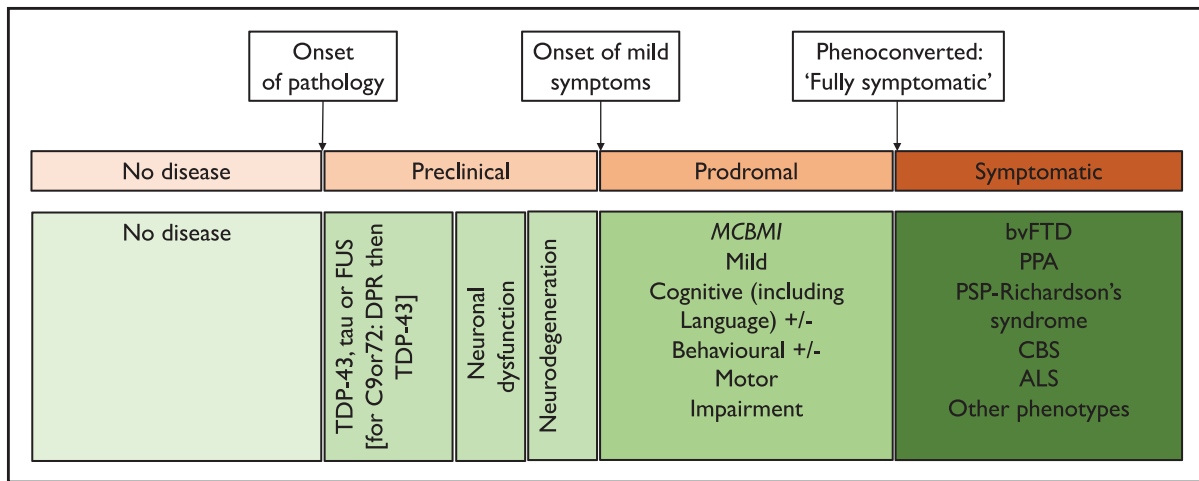 Onset
of pathology
Onset of mild
symptoms
Phenoconverted:
‘Fully symptomatic’
No disease
Preclinical
Prodromal
Symptomatic
No disease
TDP-43, tau or FUS
[for C9or72: DPR then
TDP-43]
Neuronal
dysfunction
Neurodegeneration
MCBMI
Mild
Cognitive (including
Language) +/-
Behavioural +/-
Motor
Impairment
bvFTD
PPA
PSP-Richardson’s
syndrome
CBS
ALS
Other phenotypes